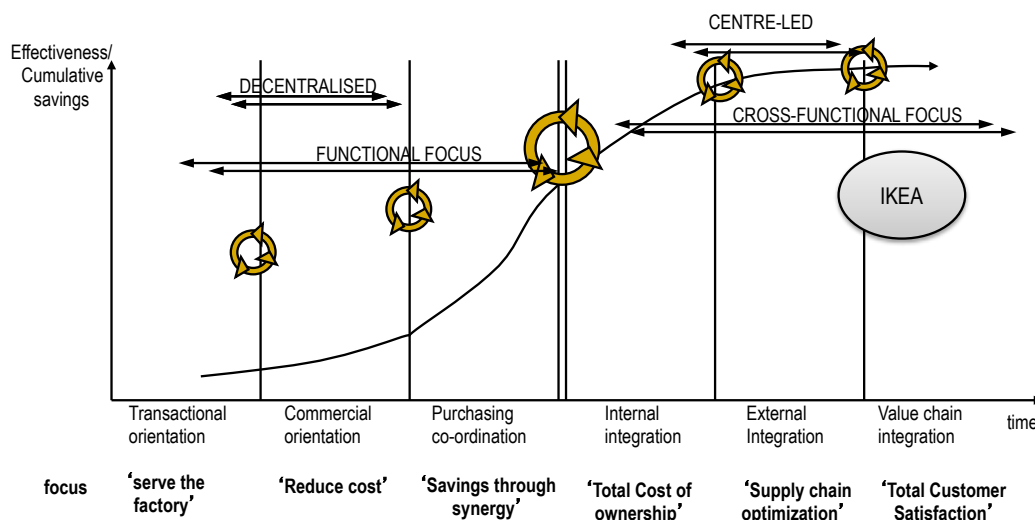 CENTRE-LED
Effectiveness/
Cumulative
savings
DECENTRALISED
CROSS-FUNCTIONAL FOCUS
FUNCTIONAL FOCUS
IKEA
Transactional
orientation
Commercial
orientation
Purchasing
co-ordination
Internal
integration
External
Integration
Value chain
integration
time
focus
‘serve the
factory’
‘Reduce cost’
‘Savings through
synergy’
‘Total Cost of
ownership’
‘Supply chain
optimization’
‘Total Customer
Satisfaction’